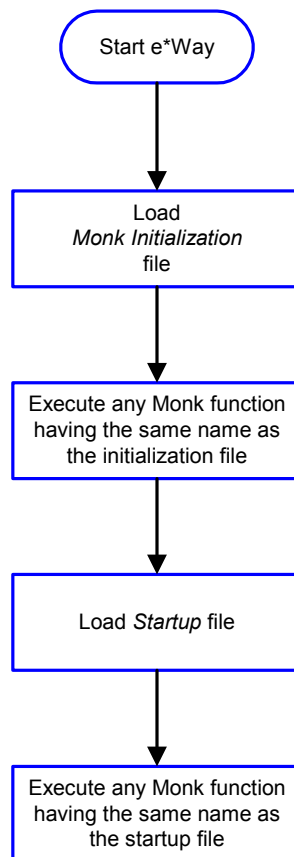 Start e*Way
Load
Monk Initialization
file
Execute any Monk function
having the same name as
the initialization file
Load Startup file
Execute any Monk function
having the same name as
the startup file